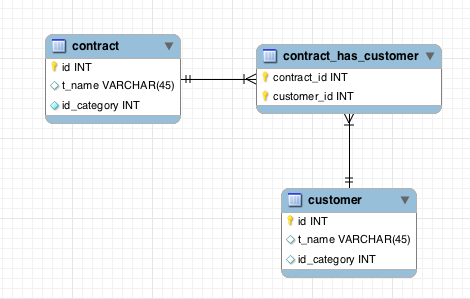 contract
id INT
t_name VARCHAR(45)
id_category INT
contract_has_customer
contract_id INT
customer_id INT
customer
id INT
t_name VARCHAR(45)
id_category INT